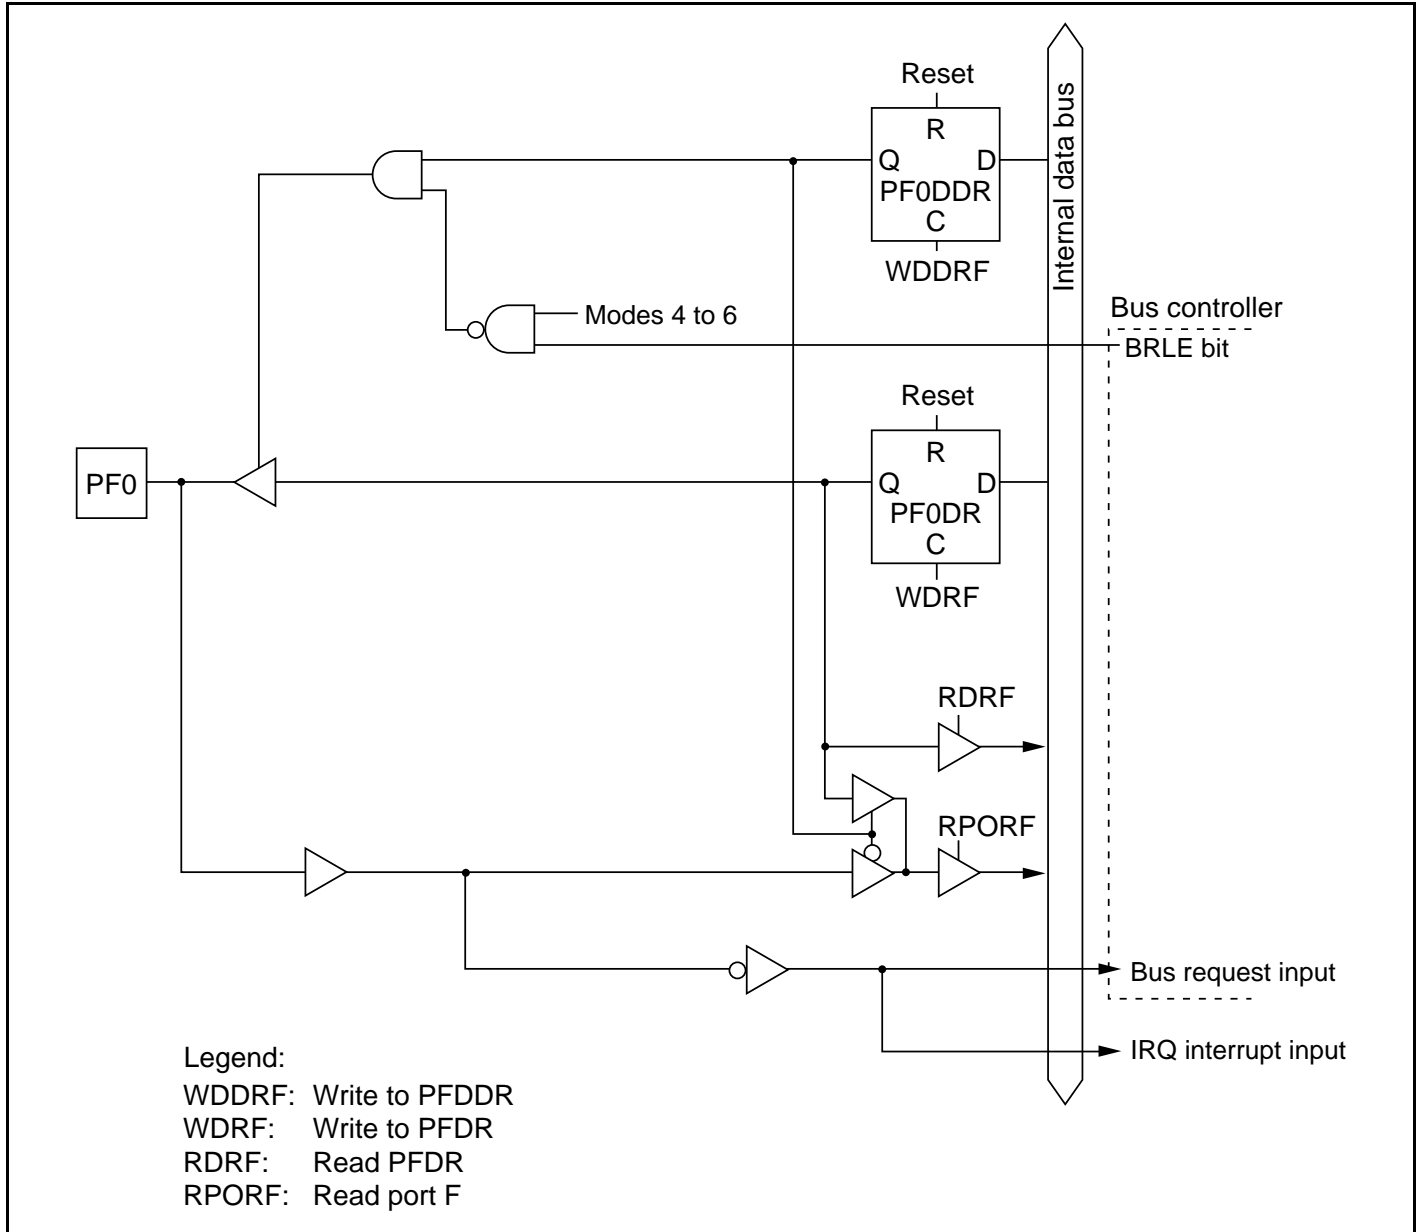 Reset
R
Q D
PF0DDR
C
WDDRF
Internal data bus
Modes 4 to 6
Bus controller
BRLE bit
Reset
R
Q D
PF0DR
C
WDRF
PF0
RDRF
RPORF
Bus request input
IRQ interrupt input
Legend:
WDDRF: Write to PFDDR
WDRF: Write to PFDR
RDRF: Read PFDR
RPORF: Read port F